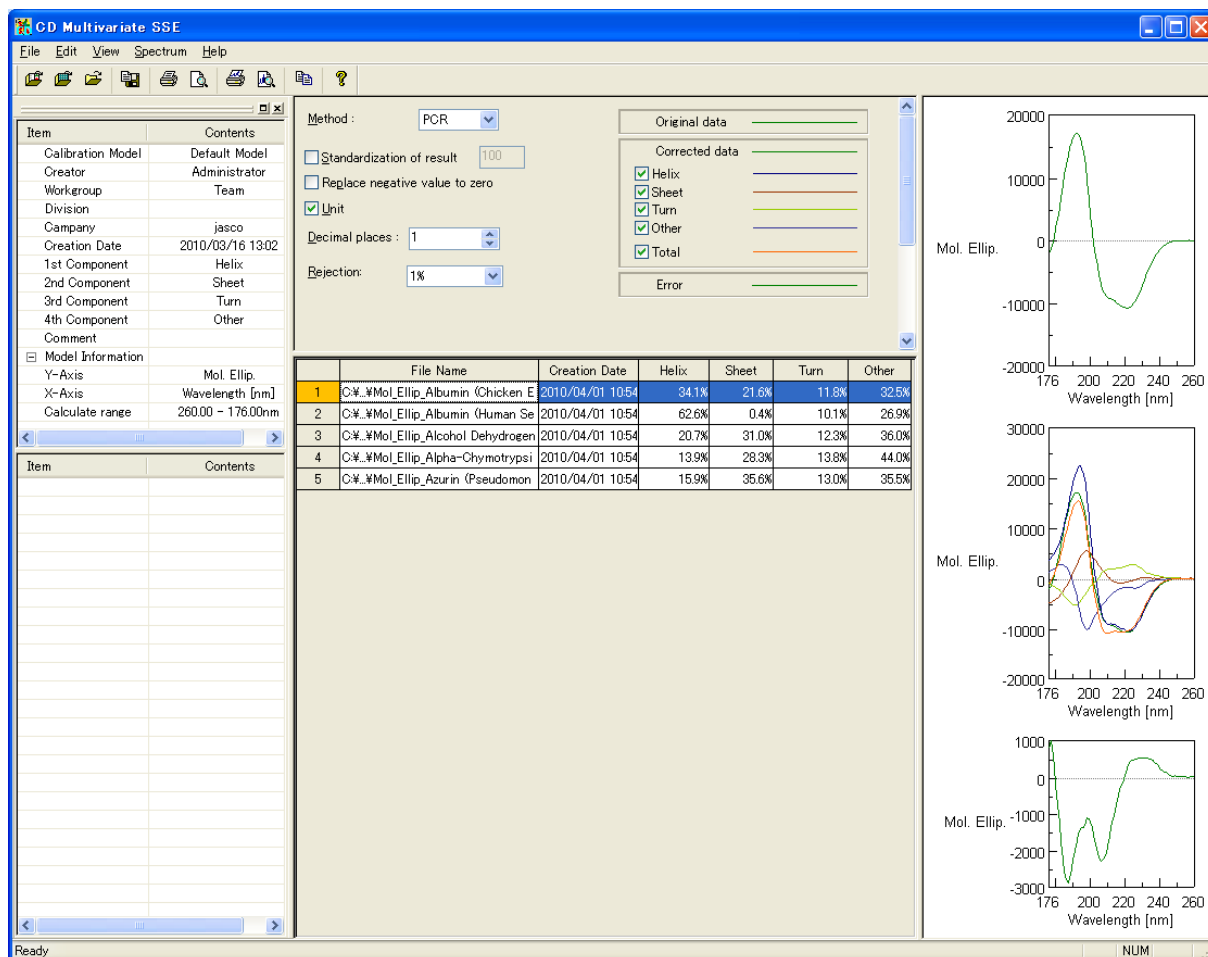 CD Multivariate SSE
File Edit View Spectrum Help
Item Contents
Calibration Model Default Model
Creator Administrator
Workgroup Team
Division
Campany jasco
Creation Date 2010/03/16 13:02
1st Component Helix
2nd Component Sheet
3rd Component Turn
4th Component Other
Comment
Model Information
Y-Axis Mol. Ellip.
X-Axis Wavelength [nm]
Calculate range 260.00 - 176.00nm
Item Contents
Method : PCR
Standardization of result 100
Replace negative value to zero
Unit
Decimal places : 1
Rejection: 1%
Original data
Corrected data
Helix
Sheet
Turn
Other
Total
Error
File Name Creation Date Helix Sheet Turn Other
1 C:¥...¥Mol_Ellip_Albumin (Chicken E 2010/04/01 10:54 34.1% 21.6% 11.8% 32.5%
2 C:¥...¥Mol_Ellip_Albumin (Human Se 2010/04/01 10:54 62.6% 0.4% 10.1% 26.9%
3 C:¥...¥Mol_Ellip_Alcohol Dehydrogen 2010/04/01 10:54 20.7% 31.0% 12.3% 36.0%
4 C:¥...¥Mol_Ellip_Alpha-Chymotrypsi 2010/04/01 10:54 13.9% 28.3% 13.8% 44.0%
5 C:¥...¥Mol_Ellip_Azurin (Pseudomon 2010/04/01 10:54 15.9% 35.6% 13.0% 35.5%
20000
10000
Mol. Ellip. 0
-10000
-20000
176 200 220 240 260
Wavelength [nm]
30000
20000
10000
Mol. Ellip.
0
-10000
-20000
176 200 220 240 260
Wavelength [nm]
1000
0
Mol. Ellip. -1000
-2000
-3000
176 200 220 240 260
Wavelength [nm]
Ready NUM